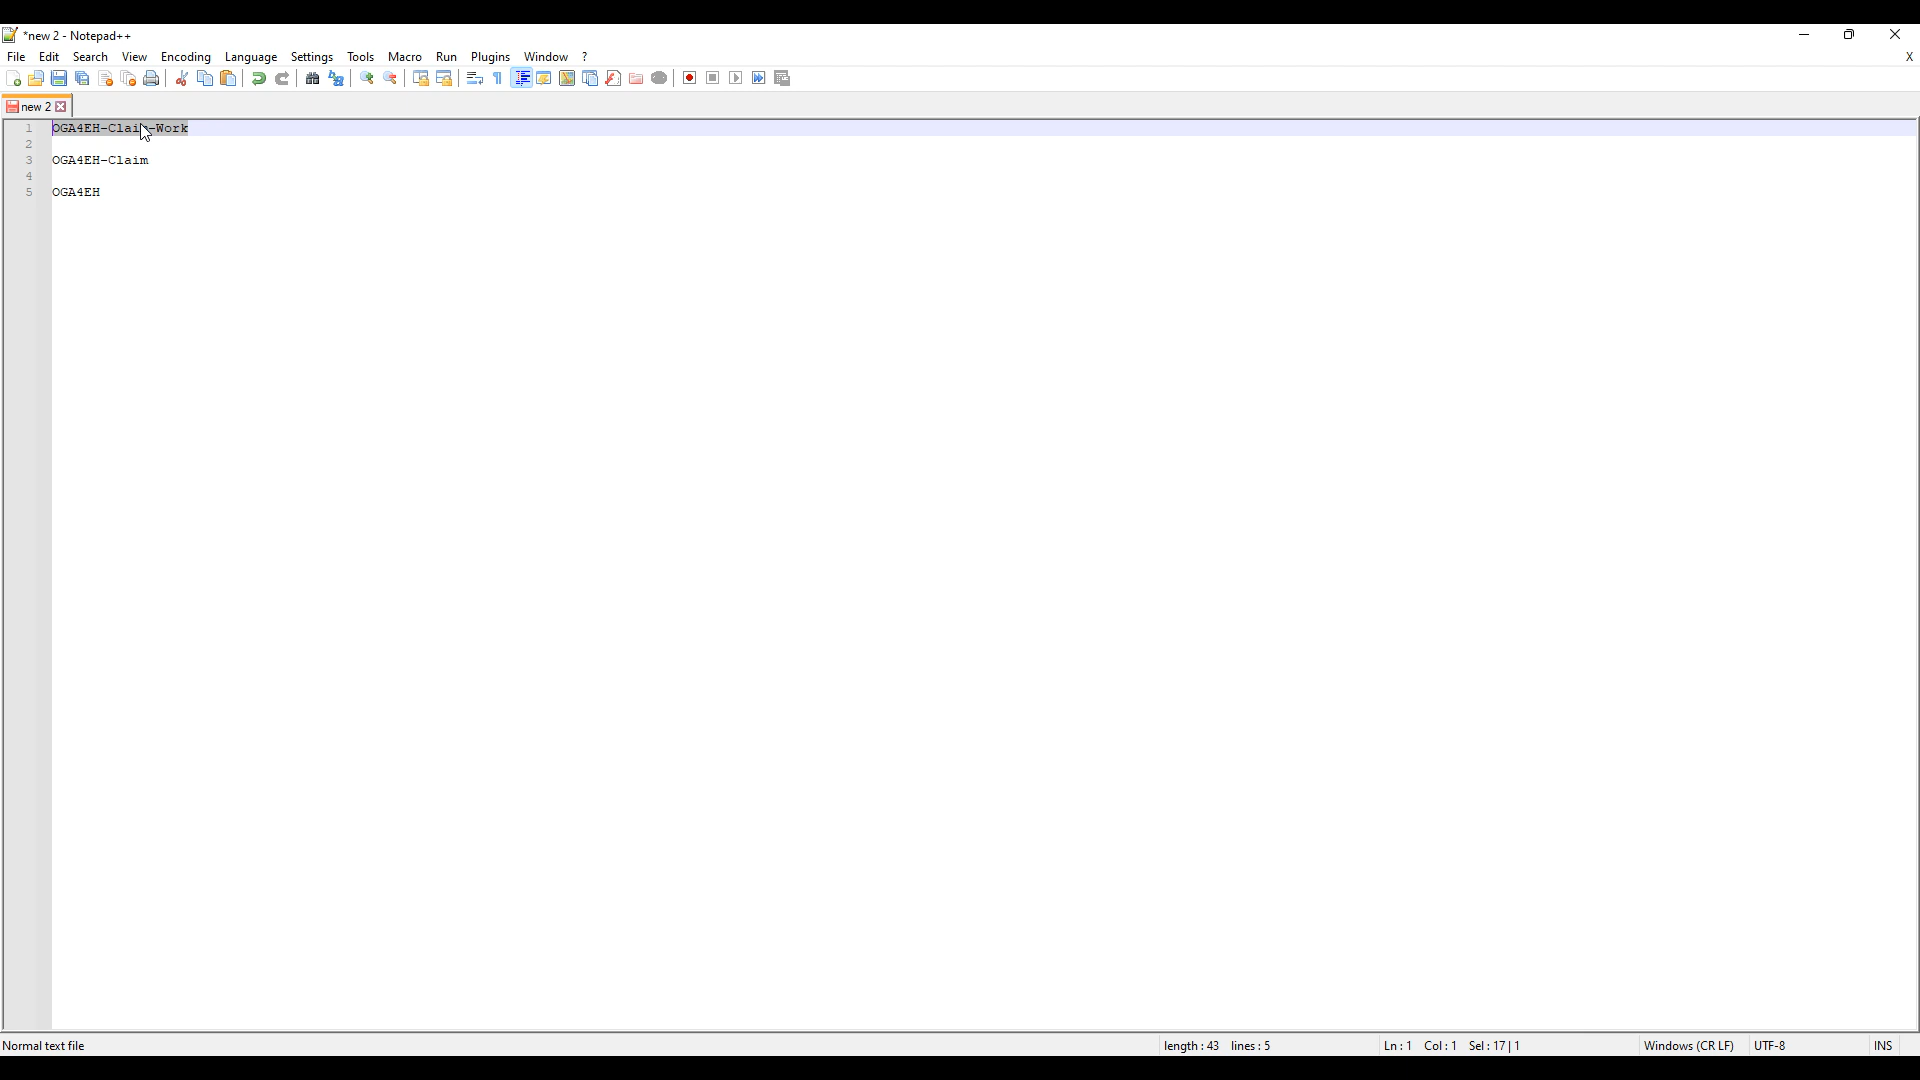 *new 2 - Notepad++
File Edit Search View Encoding Language Settings Tools Macro Run Plugins Window ? X
new 2
1 OGA4EH-Claim-Work
2
3 OGA4EH-Claim
4
5 OGA4EH
Normal text file length : 43 lines : 5 Ln : 1 Col : 1 Sel : 17 | 1 Windows (CR LF) UTF-8 INS